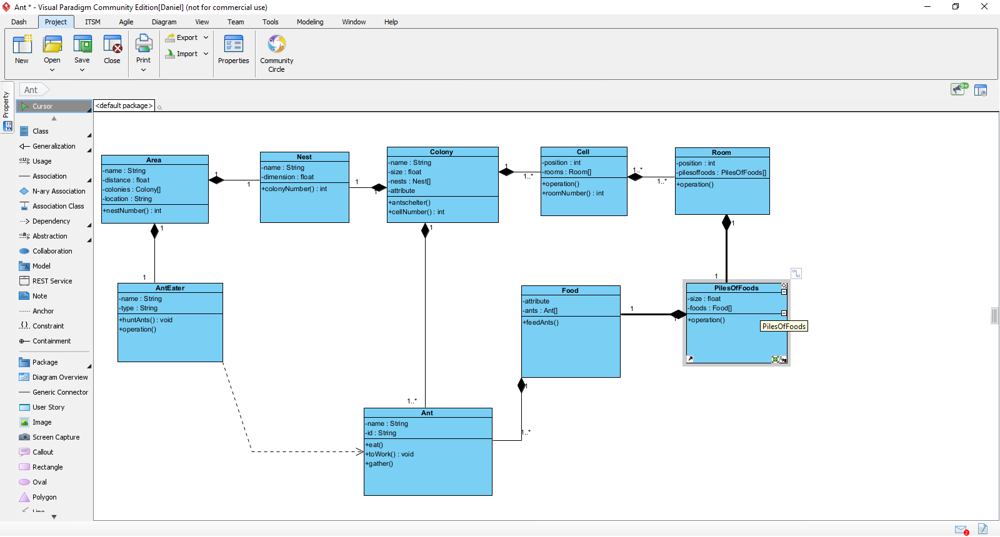 Ant * - Visual Paradigm Community Edition[Daniel] (not for commercial use)
Dash Project ITSM Agile Diagram View Team Tools Modeling Window Help
New
Open
Save
Close
Print
Export
Import
Properties
Community
Circle
Property
Ant
9+
Cursor
<default package>
Class
Generalization
Usage
Association
N-ary Association
Association Class
Dependency
Abstraction
Collaboration
Model
REST Service
Note
Anchor
Constraint
Containment
Package
Diagram Overview
Generic Connector
User Story
Image
Screen Capture
Callout
Rectangle
Oval
Polygon
Line
Area
-name : String
-distance : float
-colonies : Colony[]
-location : String
+nestNumber() : int
1
1
Nest
-name : String
-dimension : float
+colonyNumber() : int
1
1
Colony
-name : String
-size : float
-nests : Nest[]
-attribute
+antschelter()
+cellNumber() : int
1
1..*
Cell
-position : int
-rooms : Room[]
+operation()
+roomNumber() : int
1..*
1..*
Room
-position : int
-pilesoffoods : PilesOfFoods[]
+operation()
1
1
1
1
1
AntEater
-name : String
-type : String
+huntAnts() : void
+operation()
Food
-attribute
-ants : Ant[]
+feedAnts()
1
1
PilesOfFoods
-size : float
-foods : Food[]
+operation()
PilesOfFoods
1
1..*
1..*
Ant
-name : String
-id : String
+eat()
+toWork() : void
+gather()
2